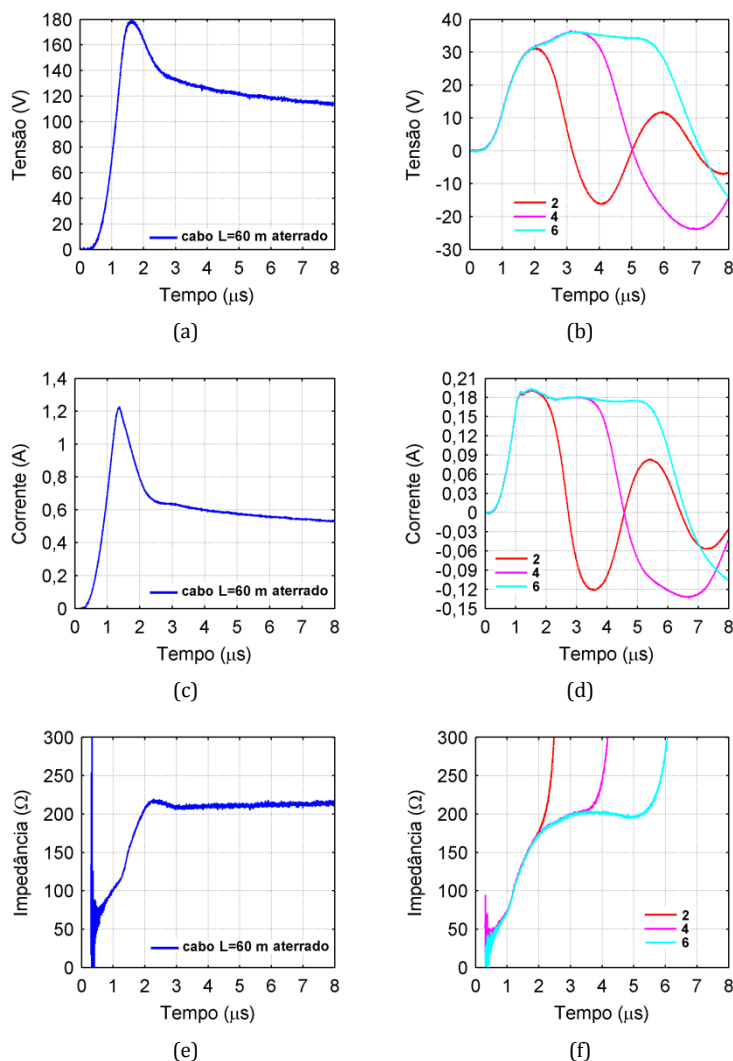 180
160
140
120
100
80
60
40
20
0
Tensão (V)
cabo L=60 m aterrado
0 1 2 3 4 5 6 7 8
Tempo (μs)
(a)
40
30
20
10
0
-10
-20
-30
Tensão (V)
2
4
6
0 1 2 3 4 5 6 7 8
Tempo (μs)
(b)
1,4
1,2
1
0,8
0,6
0,4
0,2
0
Corrente (A)
cabo L=60 m aterrado
0 1 2 3 4 5 6 7 8
Tempo (μs)
(c)
0,21
0,18
0,15
0,12
0,09
0,06
0,03
0
-0,03
-0,06
-0,09
-0,12
-0,15
Corrente (A)
2
4
6
0 1 2 3 4 5 6 7 8
Tempo (μs)
(d)
300
250
200
150
100
50
0
Impedância (Ω)
cabo L=60 m aterrado
0 1 2 3 4 5 6 7 8
Tempo (μs)
(e)
300
250
200
150
100
50
0
Impedância (Ω)
2
4
6
0 1 2 3 4 5 6 7 8
Tempo (μs)
(f)